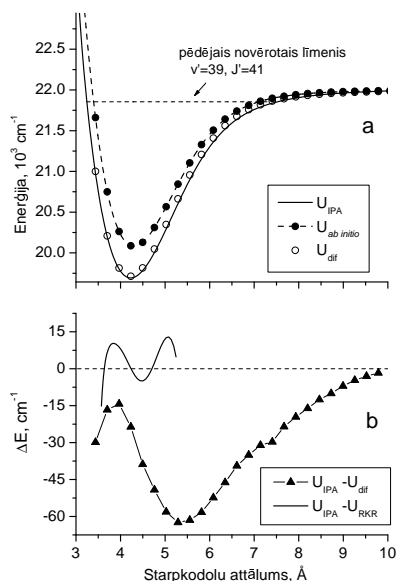 22.0
21.5
21.0
20.5
20.0
Enerģija, 10³ cm⁻¹
pēdējais novērotais līmenis
v'=39, J'=41
a
U_IPA
U_ab initio
U_dif
15
0
-15
-30
-45
-60
ΔE, cm⁻¹
b
U_IPA-U_dif
U_IPA-U_RKR
3 4 5 6 7 8 9 10
Starpkodolu attālums, Å